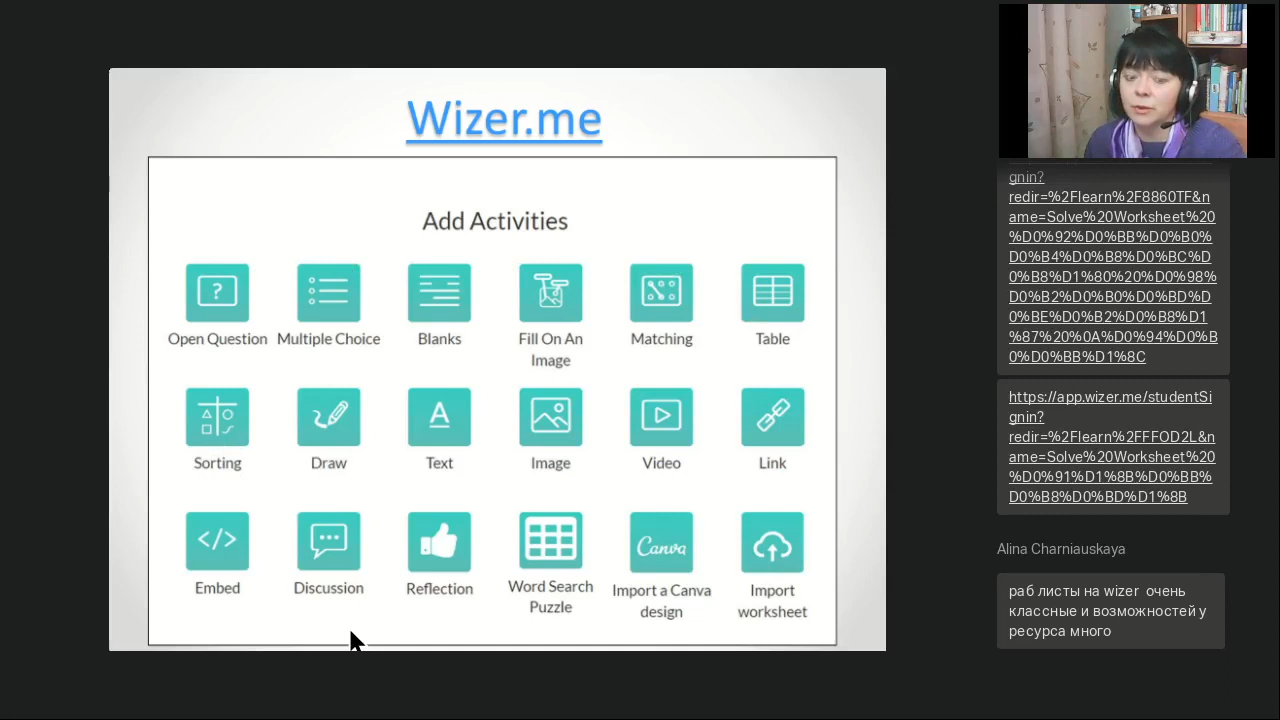 Wizer.me
Add Activities
Open Question
Multiple Choice
Blanks
Fill On An
Image
Matching
Table
Sorting
Draw
Text
Image
Video
Link
Embed
Discussion
Reflection
Word Search
Puzzle
Canva
Import a Canva
design
Import
worksheet
gnin?
redir=%2Flearn%2F8860TF&n
ame=Solve%20Worksheet%20
%D0%92%D0%BB%D0%B0%
D0%B4%D0%B8%D0%BC%D
0%B8%D1%80%20%D0%98%
D0%B2%D0%B0%D0%BD%D
0%BE%D0%B2%D0%B8%D1
%87%20%0A%D0%94%D0%B
0%D0%BB%D1%8C
https://app.wizer.me/studentSi
gnin?
redir=%2Flearn%2FFFOD2L&n
ame=Solve%20Worksheet%20
%D0%91%D1%8B%D0%BB%
D0%B8%D0%BD%D1%8B
Alina Charniauskaya
раб листы на wizer очень
классные и возможностей у
ресурса много